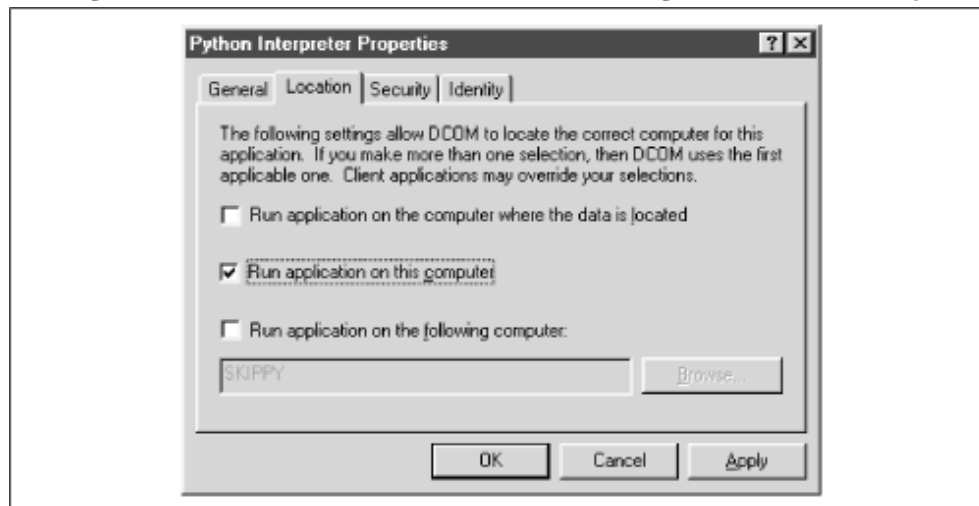 Python Interpreter Properties
General Location Security Identity
The following settings allow DCOM to locate the correct computer for this
application. If you make more than one selection, then DCOM uses the first
applicable one. Client applications may override your selections.
Run application on the computer where the data is located
Run application on this computer
Run application on the following computer:
SKIPPY Browse...
OK Cancel Apply